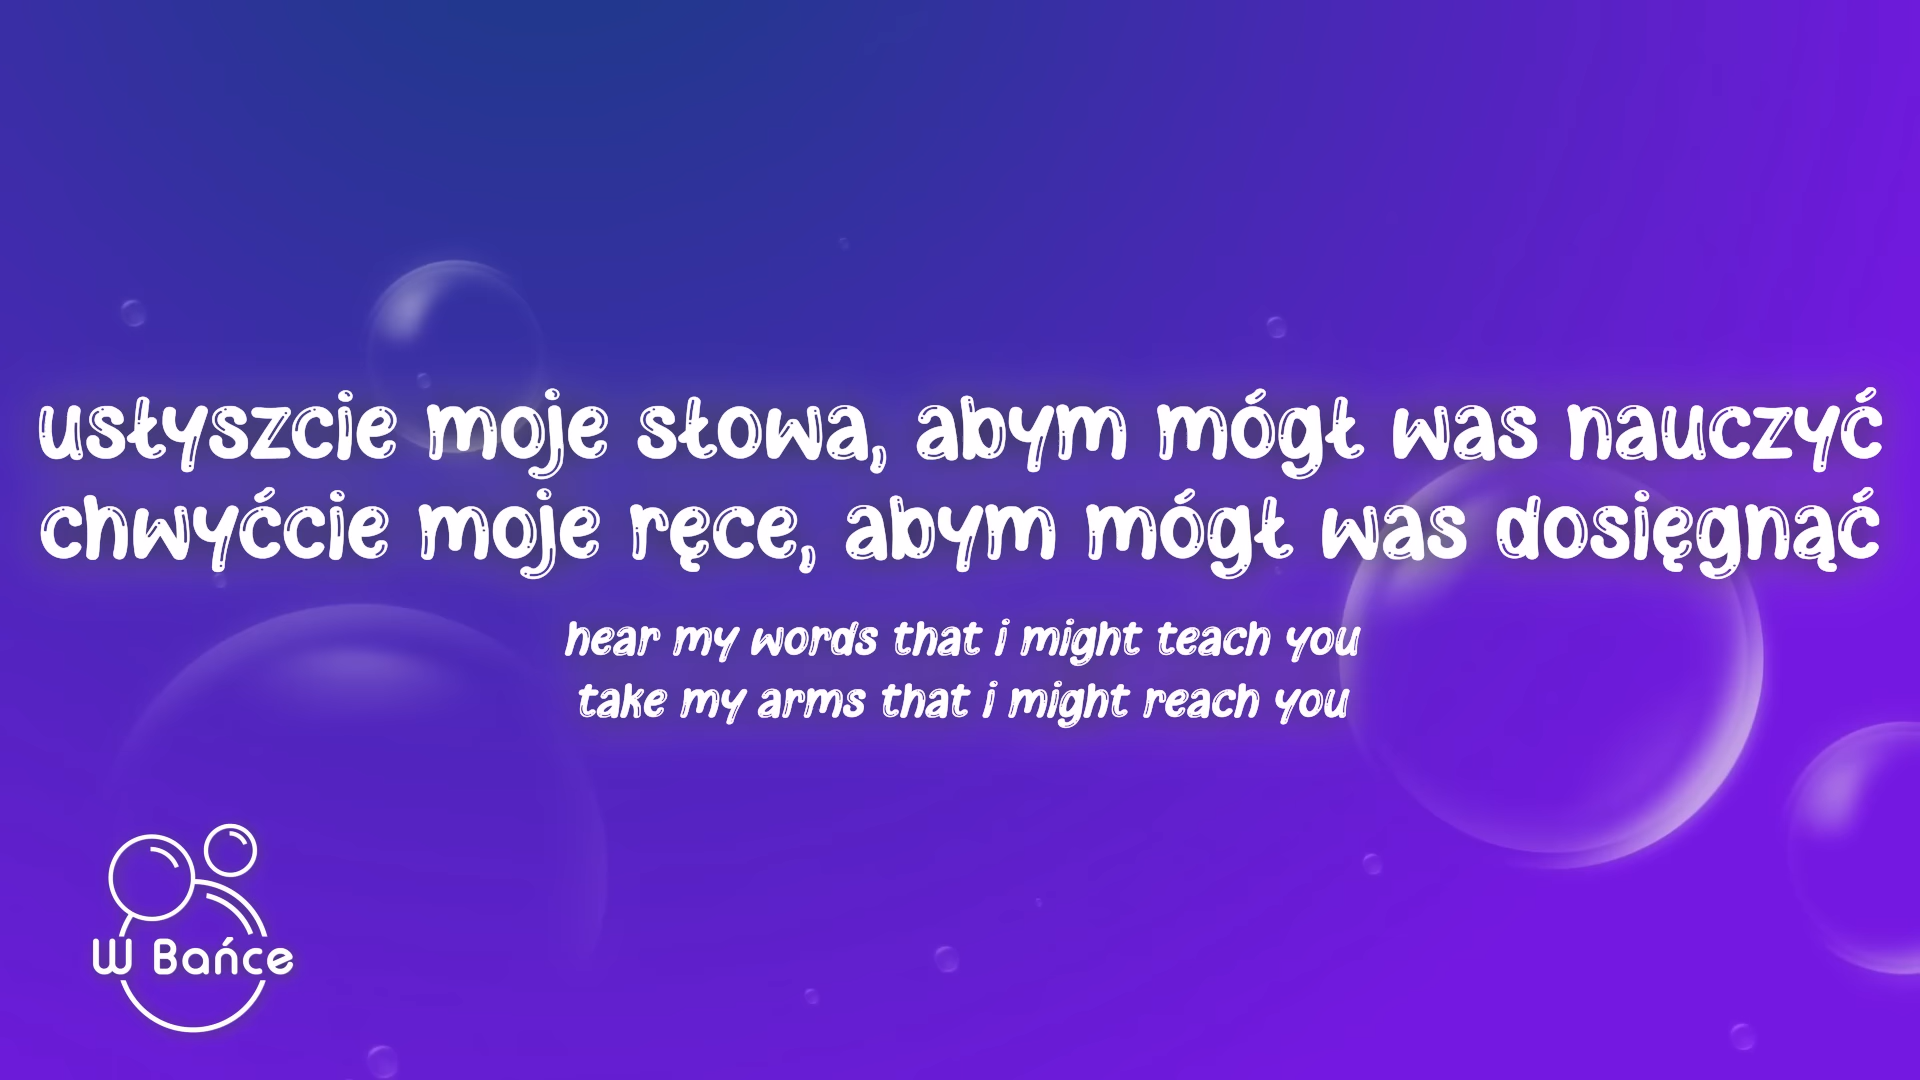 usłyszcie moje słowa, abym mógł was nauczyć
chwyćcie moje ręce, abym mógł was dosięgnąć
hear my words that i might teach you
take my arms that i might reach you
W Bańce